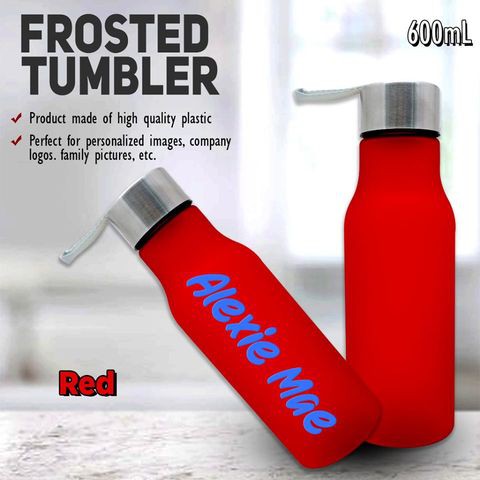 FROSTED
TUMBLER
600mL
Product made of high quality plastic
Perfect for personalized images, company
logos. family pictures, etc.
Alexie Mae
Red